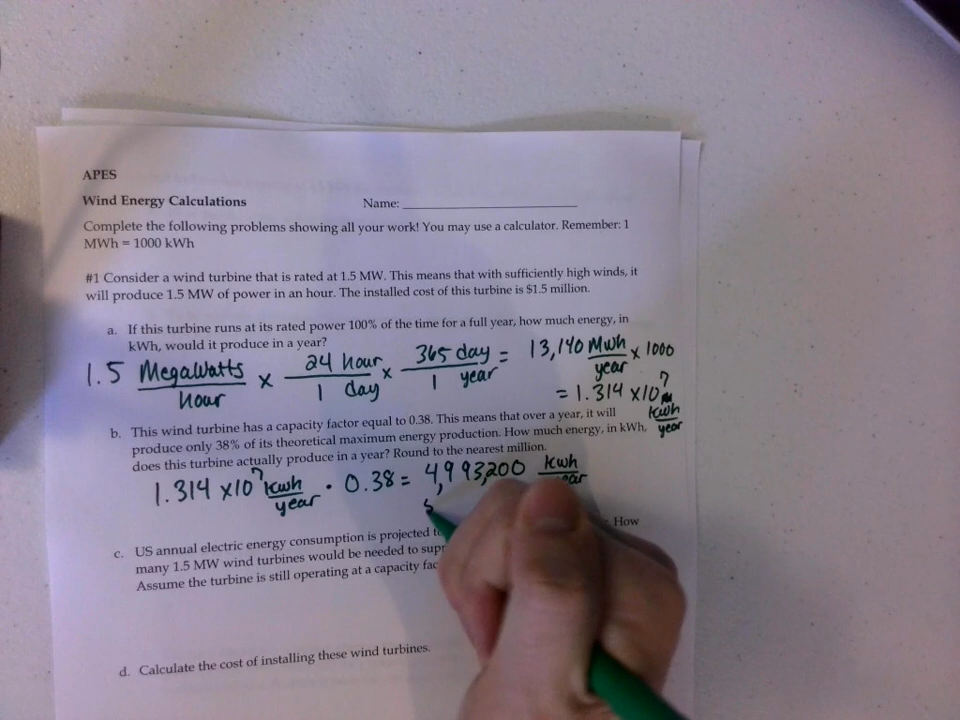 APES
Wind Energy Calculations Name:
Complete the following problems showing all your work! You may use a calculator. Remember: 1
MWh = 1000 kWh
#1 Consider a wind turbine that is rated at 1.5 MW. This means that with sufficiently high winds, it
will produce 1.5 MW of power in an hour. The installed cost of this turbine is $1.5 million.
a. If this turbine runs at its rated power 100% of the time for a full year, how much energy, in
kWh, would it produce in a year?
1.5 MegaWatts/hour x 24 hour/1 day x 365 day/1 year = 13,140 Mwh/year x 1000
= 1.314 x10^7 kwh/year
b. This wind turbine has a capacity factor equal to 0.38. This means that over a year, it will
produce only 38% of its theoretical maximum energy production. How much energy, in kWh,
does this turbine actually produce in a year? Round to the nearest million.
1.314 x10^7 kwh/year · 0.38 = 4,993,200 kwh
c. US annual electric energy consumption is projected How
many 1.5 MW wind turbines would be needed to
Assume the turbine is still operating at a capacity
d. Calculate the cost of installing these wind turbines.